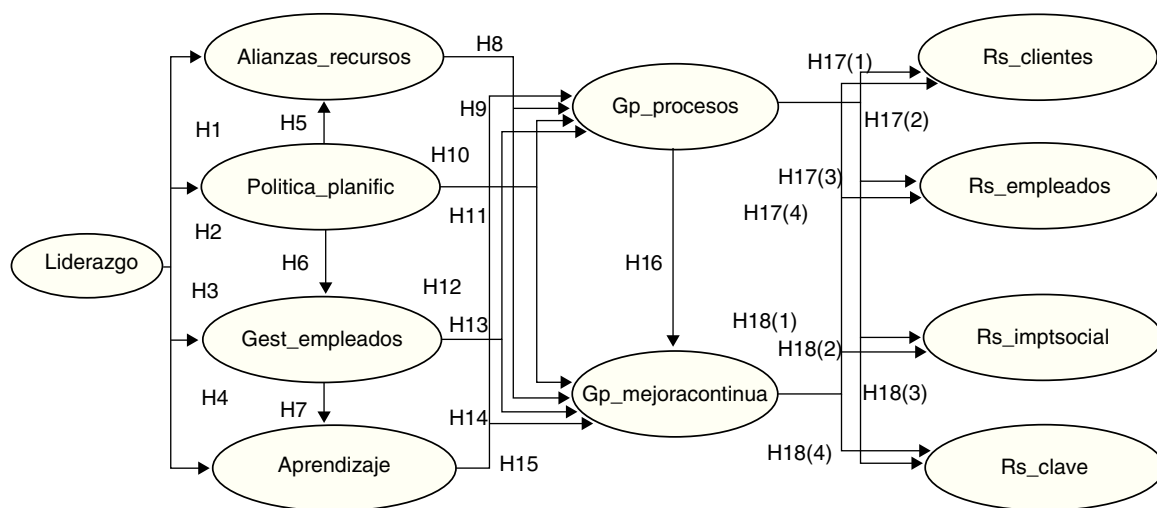 Alianzas_recursos
H8
Rs_clientes
H17(1)
H1
H5
H9
Gp_procesos
H17(2)
H10
Politica_planific
H11
H17(3)
H17(4)
Rs_empleados
H2
Liderazgo
H6
H16
H3
H12
Gest_empleados
H13
H18(1)
H18(2)
Rs_imptsocial
H4
H7
Gp_mejoracontinua
H18(3)
H14
Aprendizaje
H15
H18(4)
Rs_clave